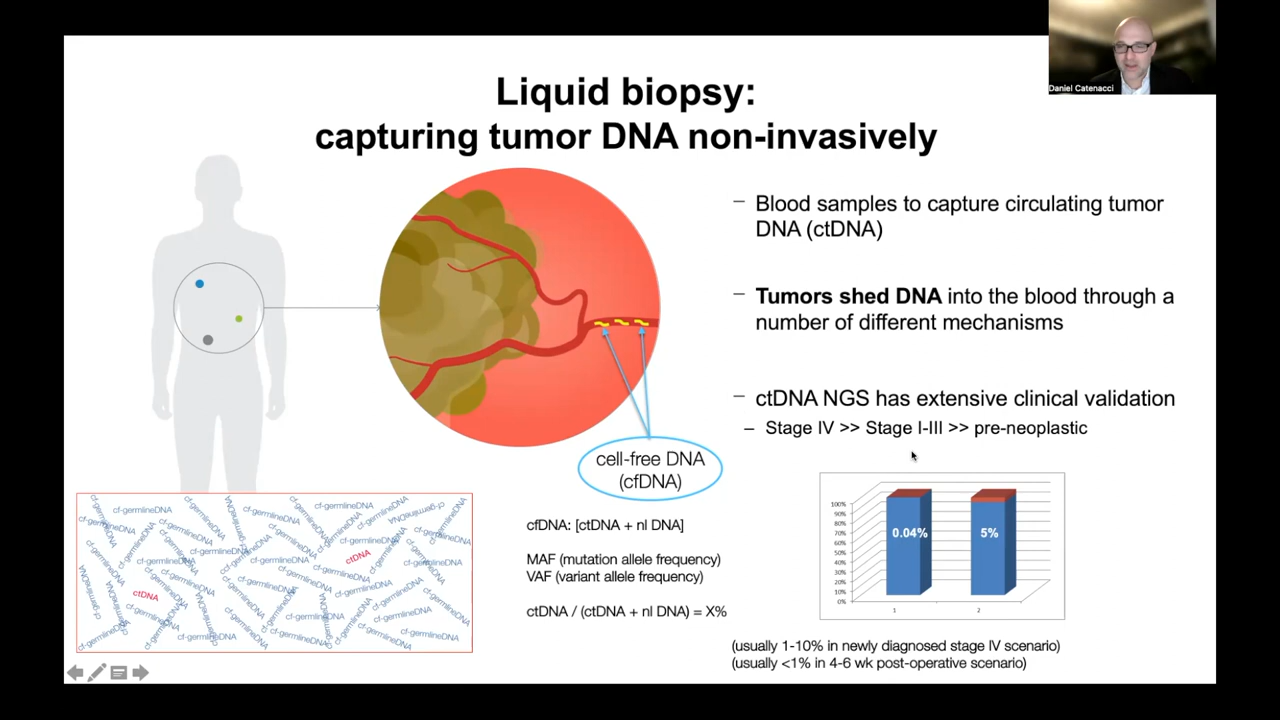 Daniel Catenacci
Liquid biopsy:
capturing tumor DNA non-invasively
– Blood samples to capture circulating tumor
DNA (ctDNA)
– Tumors shed DNA into the blood through a
number of different mechanisms
– ctDNA NGS has extensive clinical validation
– Stage IV >> Stage I-III >> pre-neoplastic
cell-free DNA
(cfDNA)
cfDNA: [ctDNA + nl DNA]
MAF (mutation allele frequency)
VAF (variant allele frequency)
ctDNA / (ctDNA + nl DNA) = X%
cf-germlineDNA
ctDNA
ctDNA
100%
90%
80%
70%
60%
50%
40%
30%
20%
10%
0%
0.04%
5%
1
2
(usually 1-10% in newly diagnosed stage IV scenario)
(usually <1% in 4-6 wk post-operative scenario)